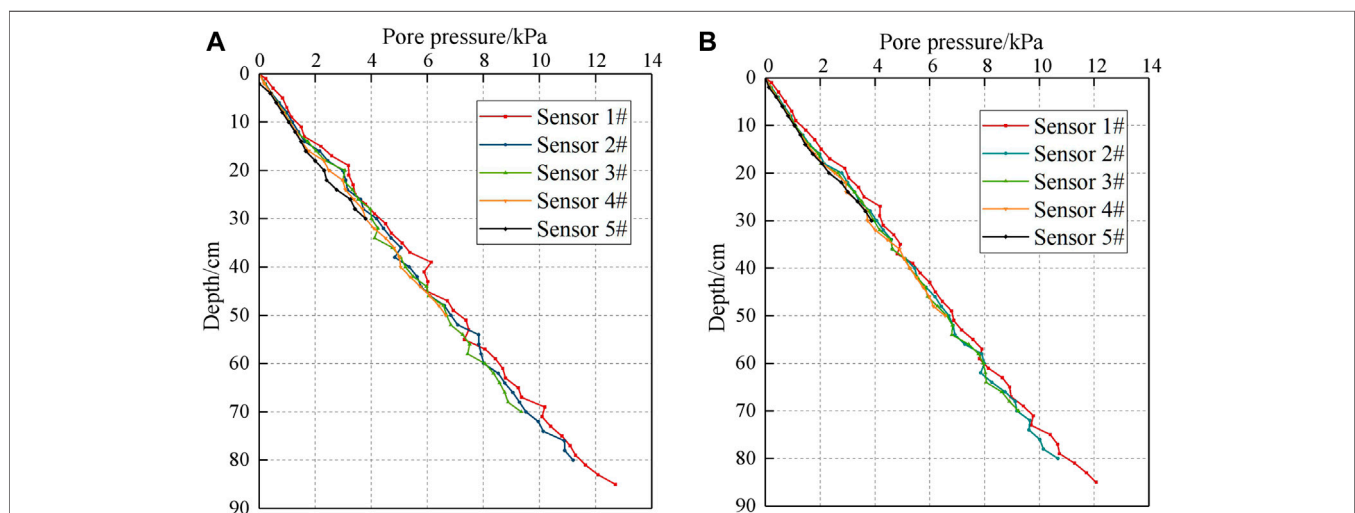 A
Pore pressure/kPa
0 2 4 6 8 10 12 14
0
10
20
30
40
50
60
70
80
90
Depth/cm
Sensor 1#
Sensor 2#
Sensor 3#
Sensor 4#
Sensor 5#
B
Pore pressure/kPa
0 2 4 6 8 10 12 14
0
10
20
30
40
50
60
70
80
90
Depth/cm
Sensor 1#
Sensor 2#
Sensor 3#
Sensor 4#
Sensor 5#